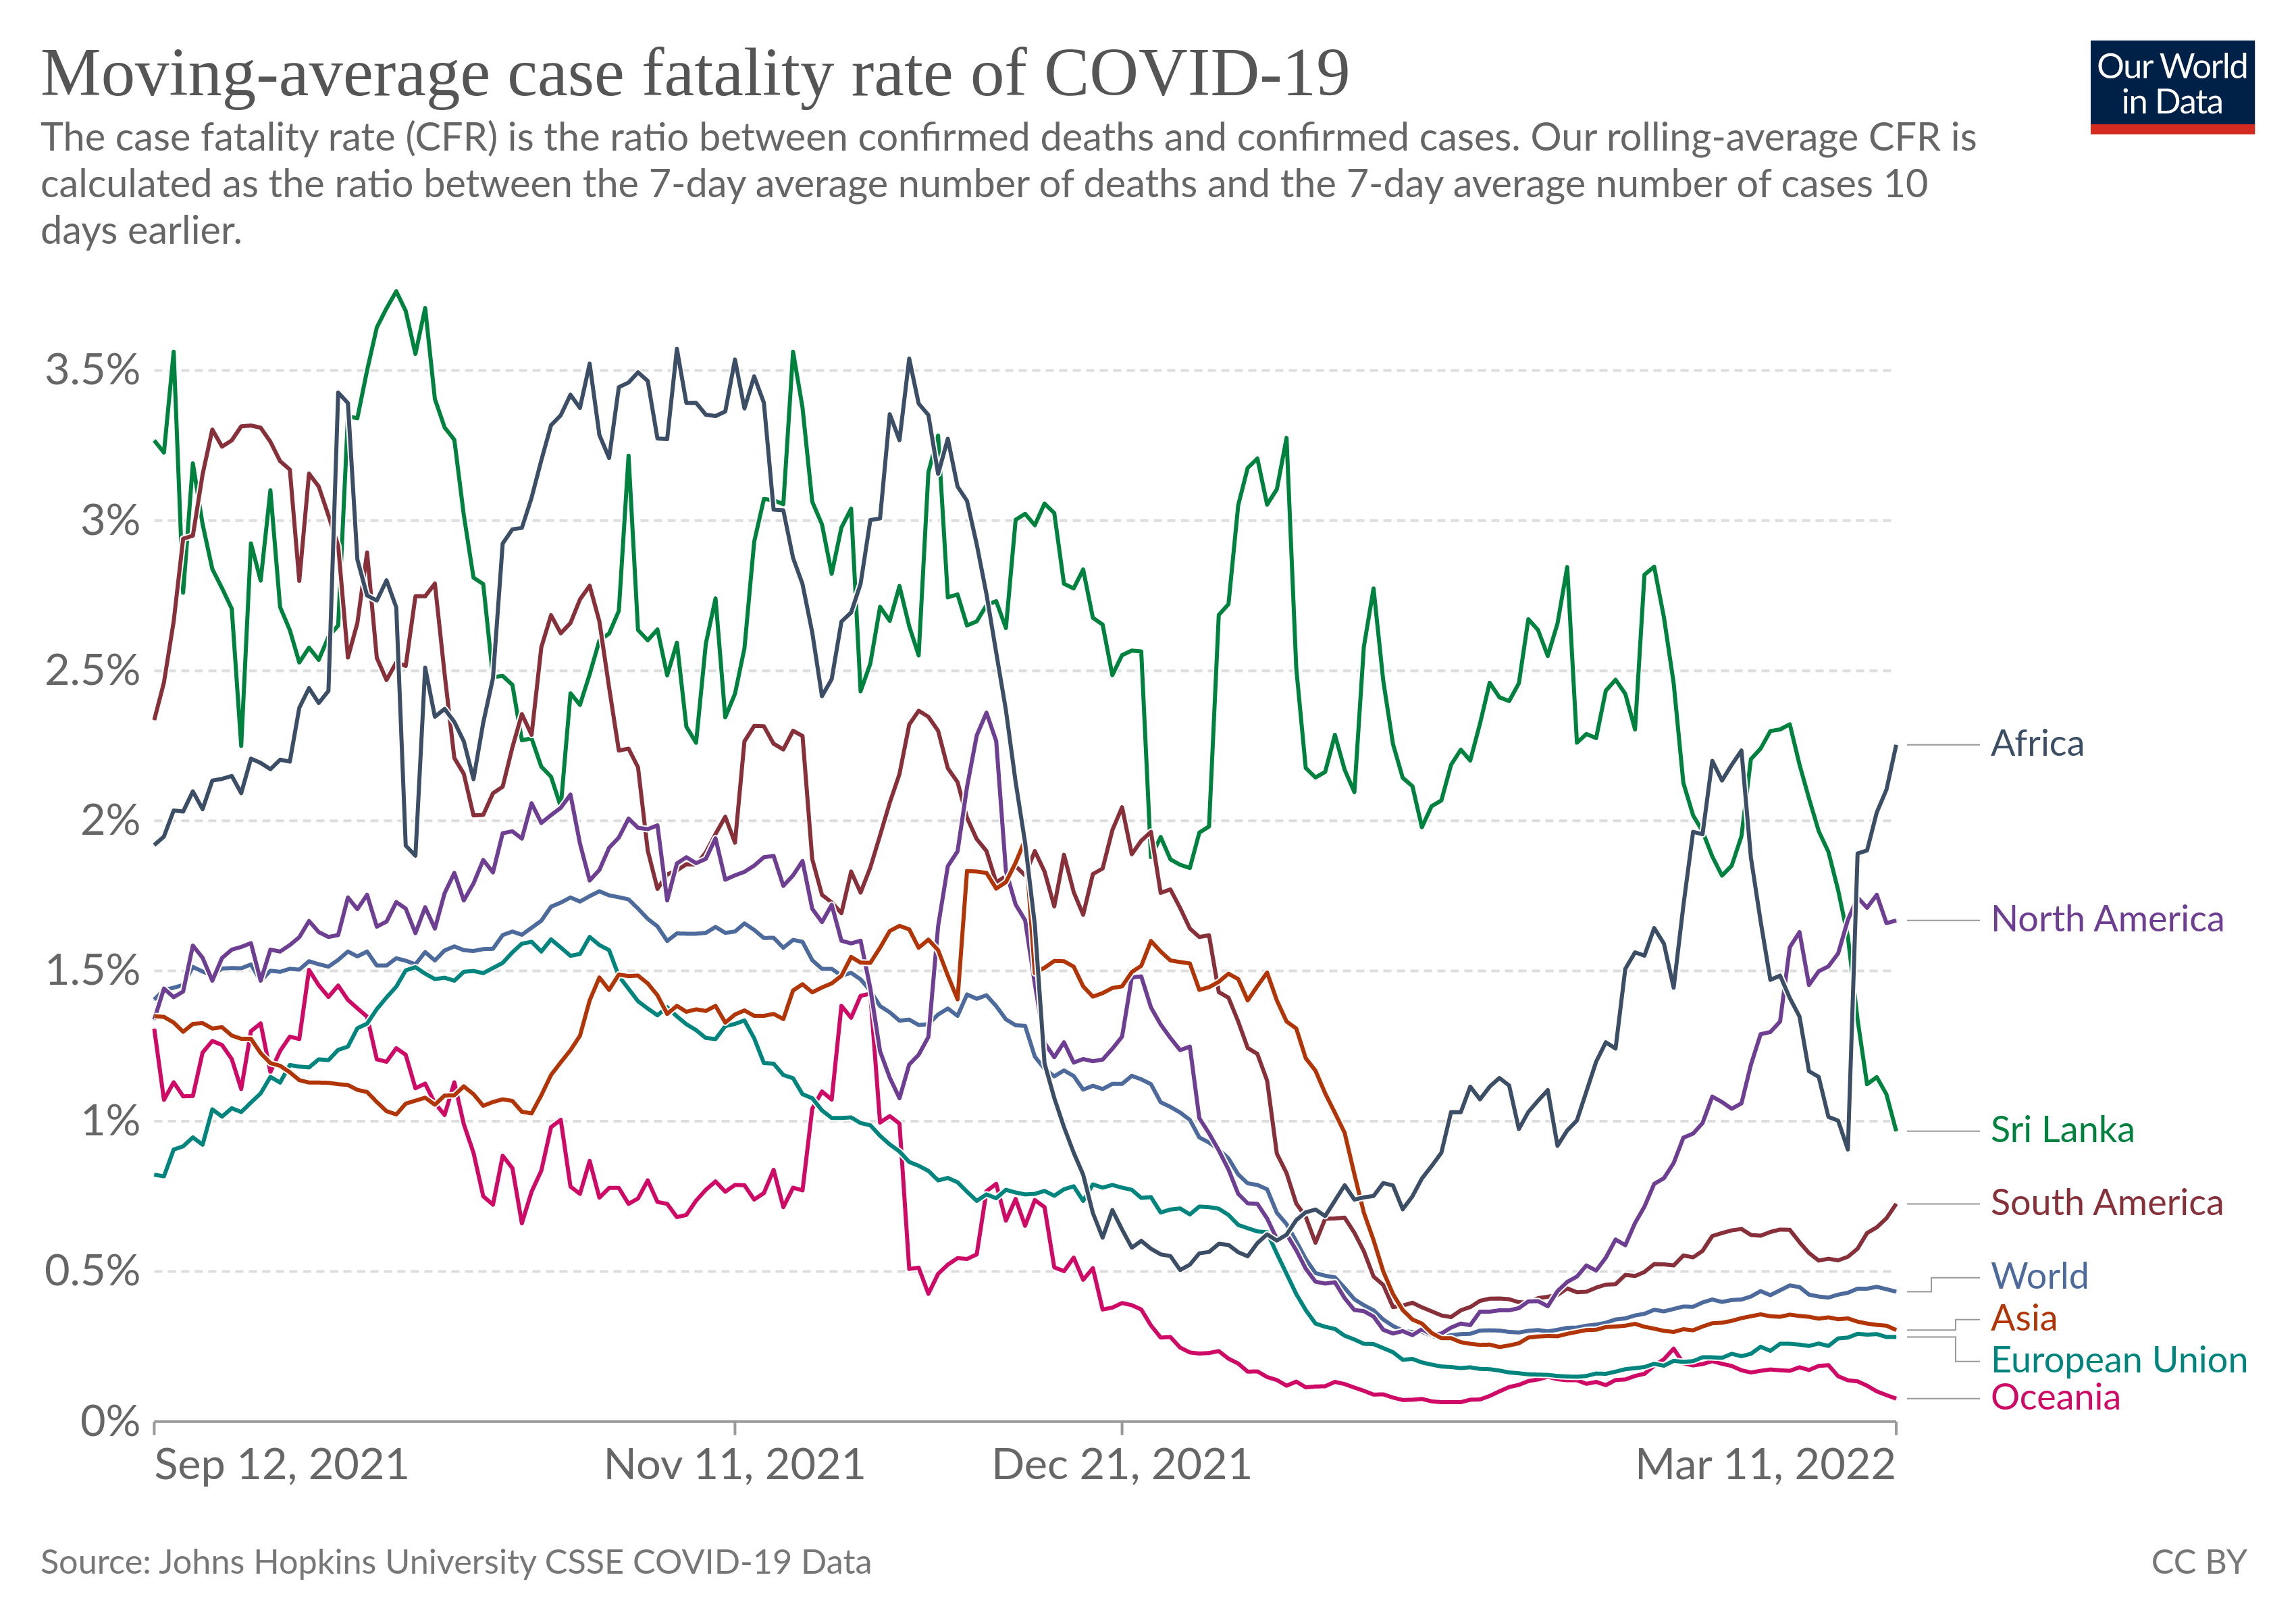 Moving-average case fatality rate of COVID-19
Our World
in Data
The case fatality rate (CFR) is the ratio between confirmed deaths and confirmed cases. Our rolling-average CFR is
calculated as the ratio between the 7-day average number of deaths and the 7-day average number of cases 10
days earlier.
3.5%
3%
2.5%
2%
1.5%
1%
0.5%
0%
Africa
North America
Sri Lanka
South America
World
Asia
European Union
Oceania
Sep 12, 2021
Nov 11, 2021
Dec 21, 2021
Mar 11, 2022
Source: Johns Hopkins University CSSE COVID-19 Data
CC BY